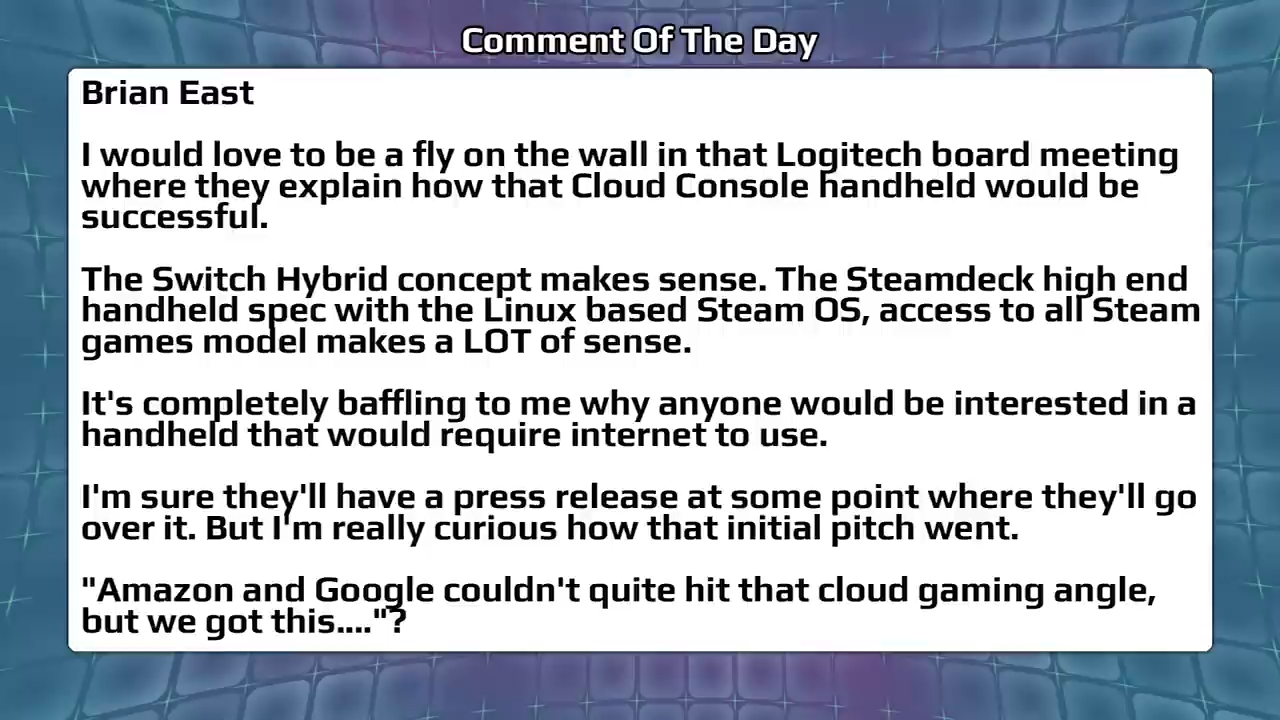 Comment Of The Day
Brian East
I would love to be a fly on the wall in that Logitech board meeting
where they explain how that Cloud Console handheld would be
successful.
The Switch Hybrid concept makes sense. The Steamdeck high end
handheld spec with the Linux based Steam OS, access to all Steam
games model makes a LOT of sense.
It's completely baffling to me why anyone would be interested in a
handheld that would require internet to use.
I'm sure they'll have a press release at some point where they'll go
over it. But I'm really curious how that initial pitch went.
"Amazon and Google couldn't quite hit that cloud gaming angle,
but we got this...."?